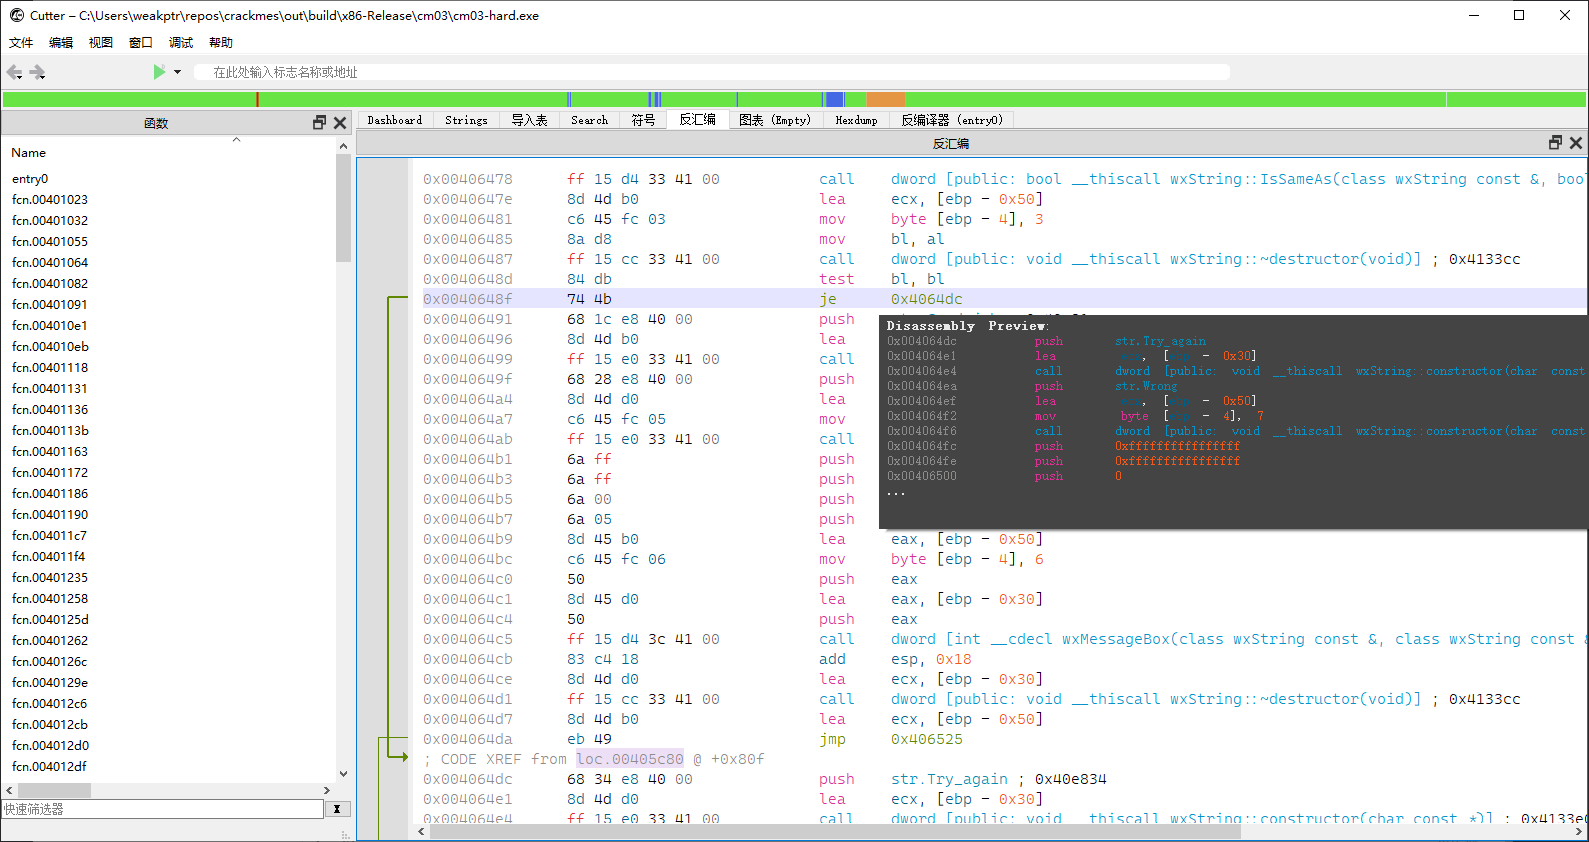 Cutter – C:\Users\weakptr\repos\crackmes\out\build\x86-Release\cm03\cm03-hard.exe
文件 编辑 视图 窗口 调试 帮助
在此处输入标志名称或地址
函数
Name
entry0
fcn.00401023
fcn.00401032
fcn.00401055
fcn.00401064
fcn.00401082
fcn.00401091
fcn.004010e1
fcn.004010eb
fcn.00401118
fcn.00401131
fcn.00401136
fcn.0040113b
fcn.00401163
fcn.00401172
fcn.00401186
fcn.00401190
fcn.004011c7
fcn.004011f4
fcn.00401235
fcn.00401258
fcn.0040125d
fcn.00401262
fcn.0040126c
fcn.0040129e
fcn.004012c6
fcn.004012cb
fcn.004012d0
fcn.004012df
快速筛选器
X
Dashboard Strings 导入表 Search 符号 反汇编 图表 (Empty) Hexdump 反编译器 (entry0)
反汇编
0x00406478 ff 15 d4 33 41 00 call dword [public: bool __thiscall wxString::IsSameAs(class wxString const &, bool
0x0040647e 8d 4d b0 lea ecx, [ebp - 0x50]
0x00406481 c6 45 fc 03 mov byte [ebp - 4], 3
0x00406485 8a d8 mov bl, al
0x00406487 ff 15 cc 33 41 00 call dword [public: void __thiscall wxString::~destructor(void)] ; 0x4133cc
0x0040648d 84 db test bl, bl
0x0040648f 74 4b je 0x4064dc
0x00406491 68 1c e8 40 00 push
0x00406496 8d 4d b0 lea
0x00406499 ff 15 e0 33 41 00 call
0x0040649f 68 28 e8 40 00 push
0x004064a4 8d 4d d0 lea
0x004064a7 c6 45 fc 05 mov
0x004064ab ff 15 e0 33 41 00 call
0x004064b1 6a ff push
0x004064b3 6a ff push
0x004064b5 6a 00 push
0x004064b7 6a 05 push
0x004064b9 8d 45 b0 lea eax, [ebp - 0x50]
0x004064bc c6 45 fc 06 mov byte [ebp - 4], 6
0x004064c0 50 push eax
0x004064c1 8d 45 d0 lea eax, [ebp - 0x30]
0x004064c4 50 push eax
0x004064c5 ff 15 d4 3c 41 00 call dword [int __cdecl wxMessageBox(class wxString const &, class wxString const &
0x004064cb 83 c4 18 add esp, 0x18
0x004064ce 8d 4d d0 lea ecx, [ebp - 0x30]
0x004064d1 ff 15 cc 33 41 00 call dword [public: void __thiscall wxString::~destructor(void)] ; 0x4133cc
0x004064d7 8d 4d b0 lea ecx, [ebp - 0x50]
0x004064da eb 49 jmp 0x406525
; CODE XREF from loc.00405c80 @ +0x80f
0x004064dc 68 34 e8 40 00 push str.Try_again ; 0x40e834
0x004064e1 8d 4d d0 lea ecx, [ebp - 0x30]
0x004064e4 ff 15 e0 33 41 00 call dword [public: void __thiscall wxString::constructor(char const *)] ; 0x4133e0
Disassembly Preview:
0x004064dc push str.Try_again
0x004064e1 lea ecx, [ebp - 0x30]
0x004064e4 call dword [public: void __thiscall wxString::constructor(char const
0x004064ea push str.Wrong
0x004064ef lea ecx, [ebp - 0x50]
0x004064f2 mov byte [ebp - 4], 7
0x004064f6 call dword [public: void __thiscall wxString::constructor(char const
0x004064fc push 0xffffffffffffffff
0x004064fe push 0xffffffffffffffff
0x00406500 push 0
...